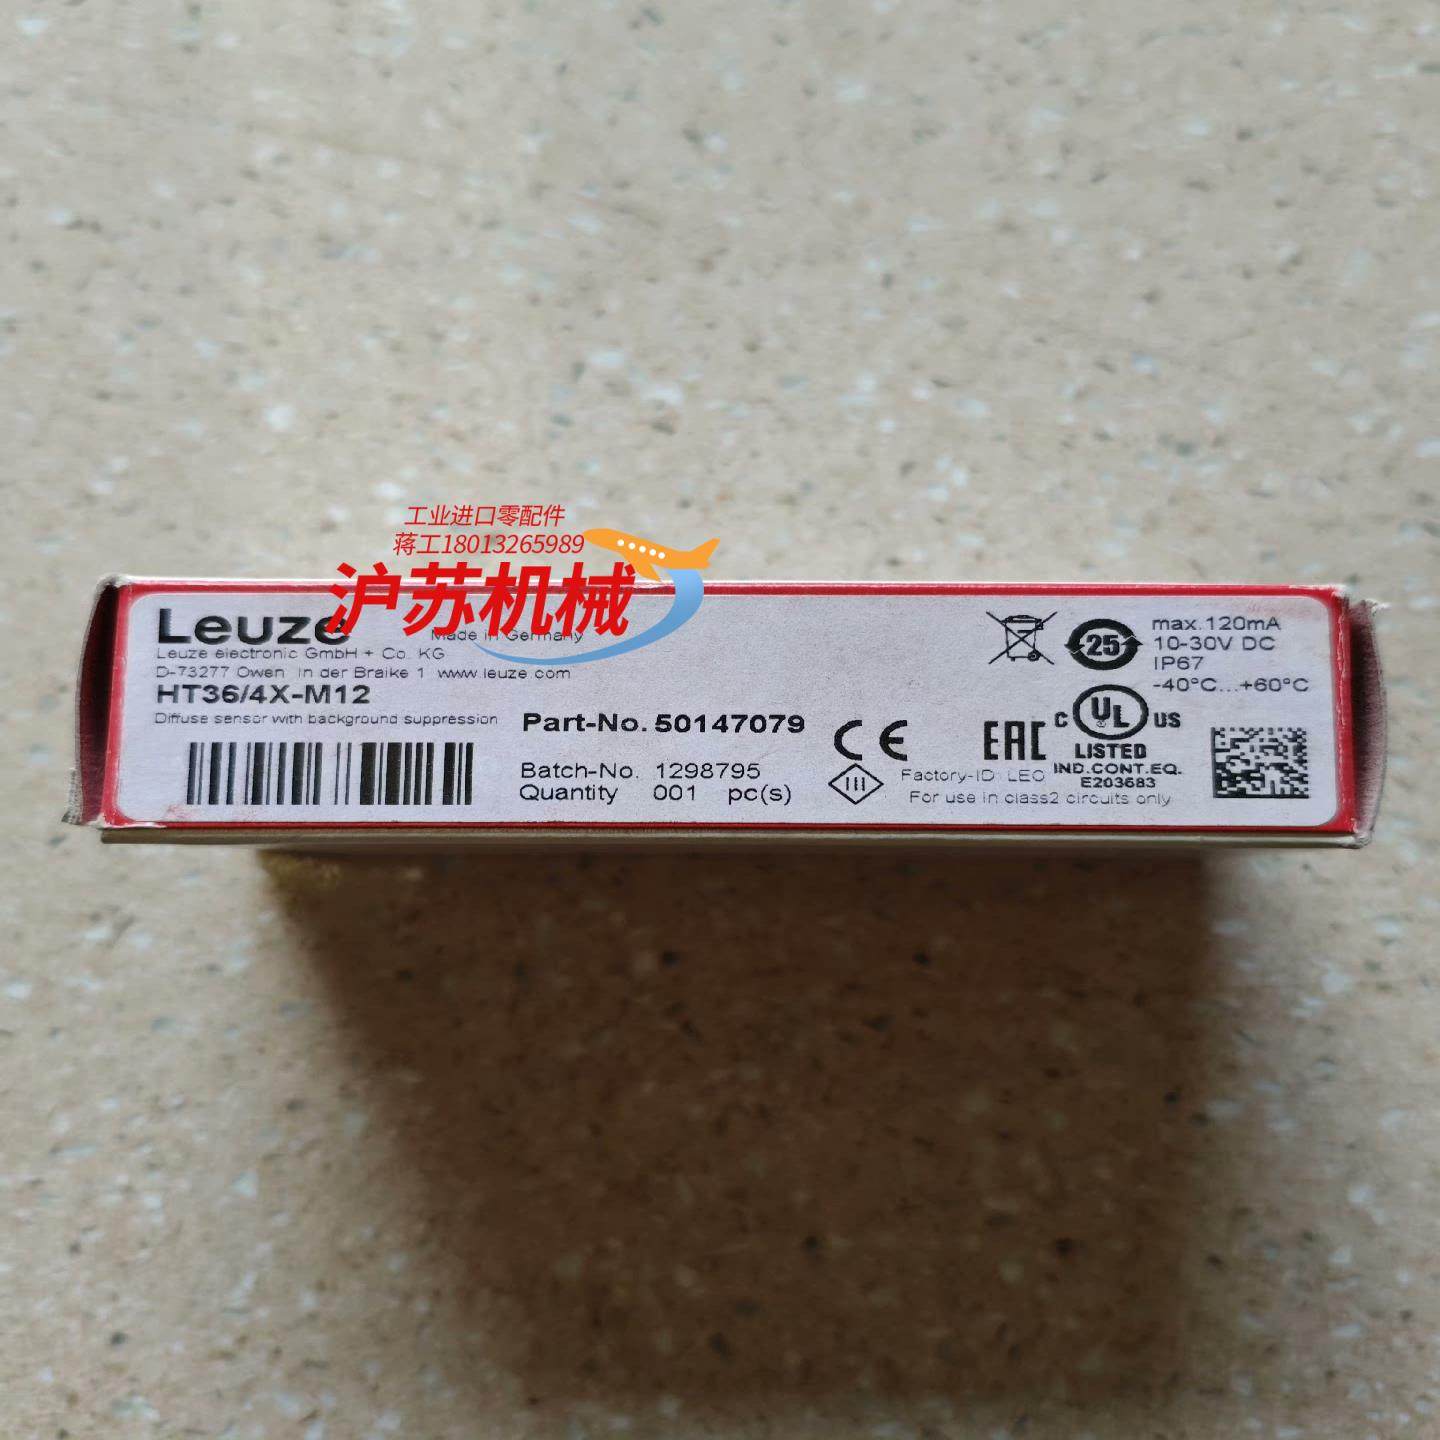 工业进口零配件
蒋工18013265989
沪苏机械
Leuze
Made in Germany
Leuze electronic GmbH + Co. KG
D-73277 Owen In der Braike 1 www.leuze.com
HT36/4X-M12
Diffuse sensor with background suppression
Part-No. 50147079
Batch-No. 1298795
Quantity 001 pc(s)
CE
EAC
Factory-ID: LEO
For use in class2 circuits only
25
max.120mA
10-30V DC
IP67
-40°C...+60°C
C UL US
LISTED
IND.CONT.EQ.
E203683